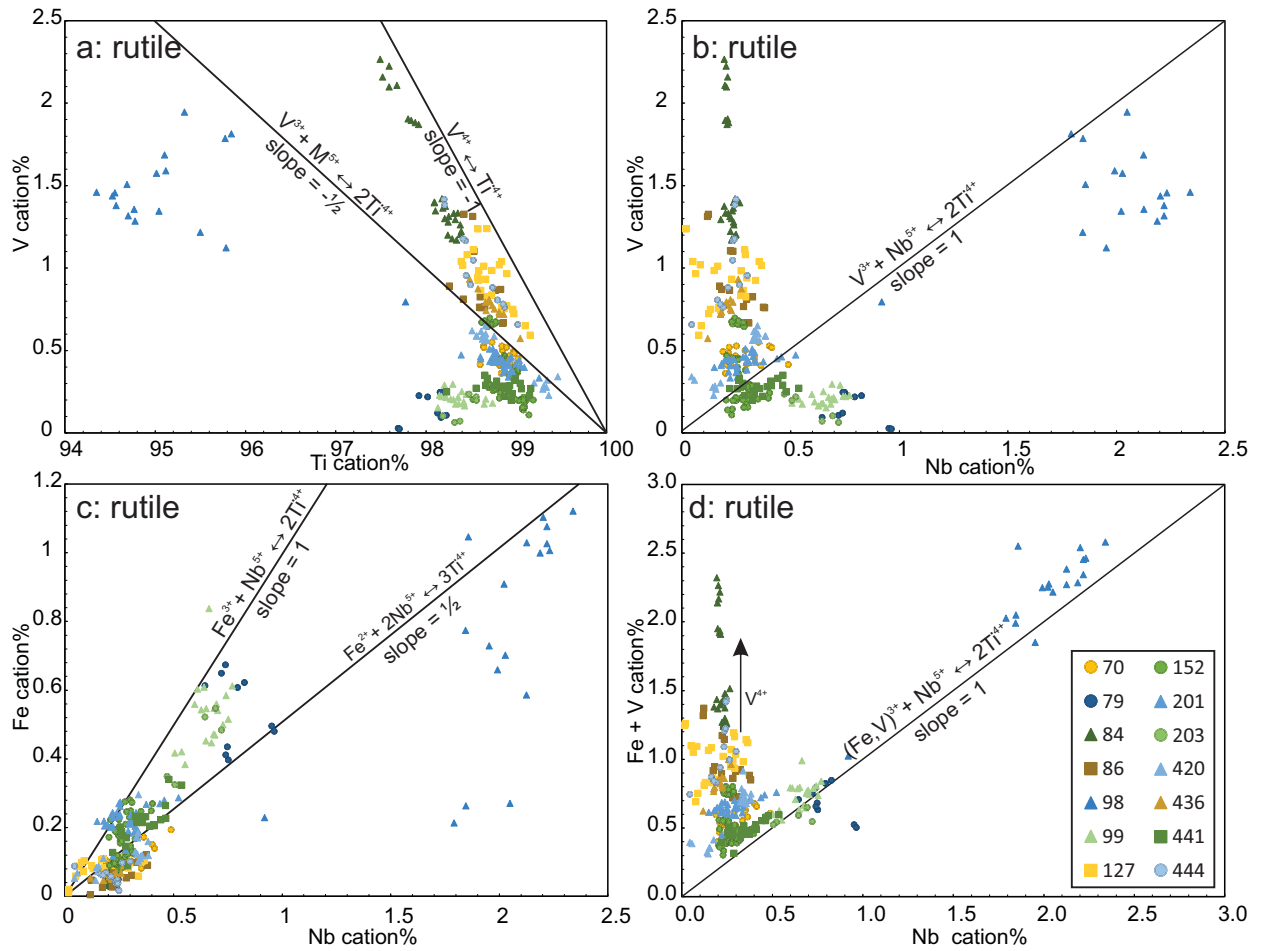 a: rutile
2.5
2
1.5
1
0.5
0
V cation%
94
95
96
97
98
99
100
Ti cation%
V³⁺ + M⁵⁺ ↔ 2Ti⁴⁺
slope = -½
V⁴⁺ ↔ Ti⁴⁺
slope = -1
b: rutile
2.5
2
1.5
1
0.5
0
V cation%
0
0.5
1
1.5
2
2.5
Nb cation%
V³⁺ + Nb⁵⁺ ↔ 2Ti⁴⁺
slope = 1
c: rutile
1.2
1
0.8
0.6
0.4
0.2
0
Fe cation%
0
0.5
1
1.5
2
2.5
Nb cation%
Fe³⁺ + Nb⁵⁺ ↔ 2Ti⁴⁺
slope = 1
Fe²⁺ + 2Nb⁵⁺ ↔ 3Ti⁴⁺
slope = ½
d: rutile
3.0
2.5
2.0
1.5
1.0
0.5
0.0
Fe + V cation%
0.0
0.5
1.0
1.5
2.0
2.5
3.0
Nb cation%
V⁴⁺
(Fe,V)³⁺ + Nb⁵⁺ ↔ 2Ti⁴⁺
slope = 1
70 152
79 201
84 203
86 420
98 436
99 441
127 444